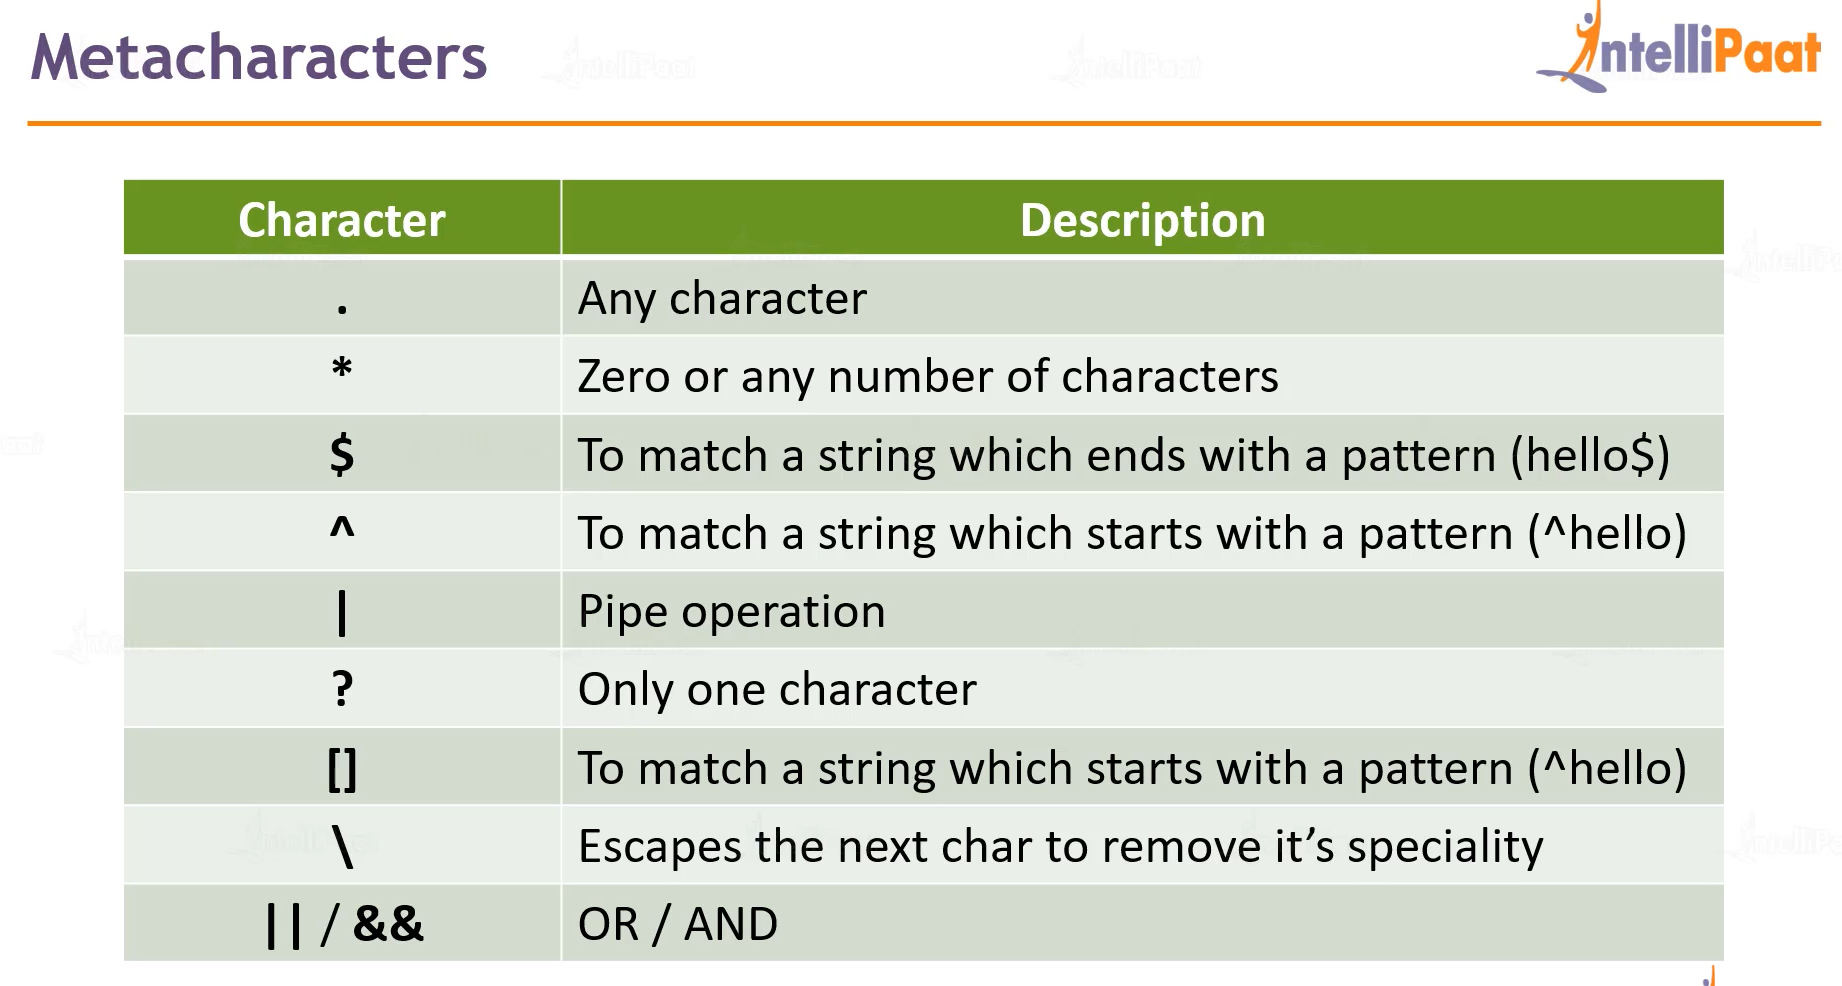 Metacharacters
IntelliPaat
Character Description
. Any character
* Zero or any number of characters
$ To match a string which ends with a pattern (hello$)
^ To match a string which starts with a pattern (^hello)
| Pipe operation
? Only one character
[] To match a string which starts with a pattern (^hello)
\ Escapes the next char to remove it’s speciality
|| / && OR / AND